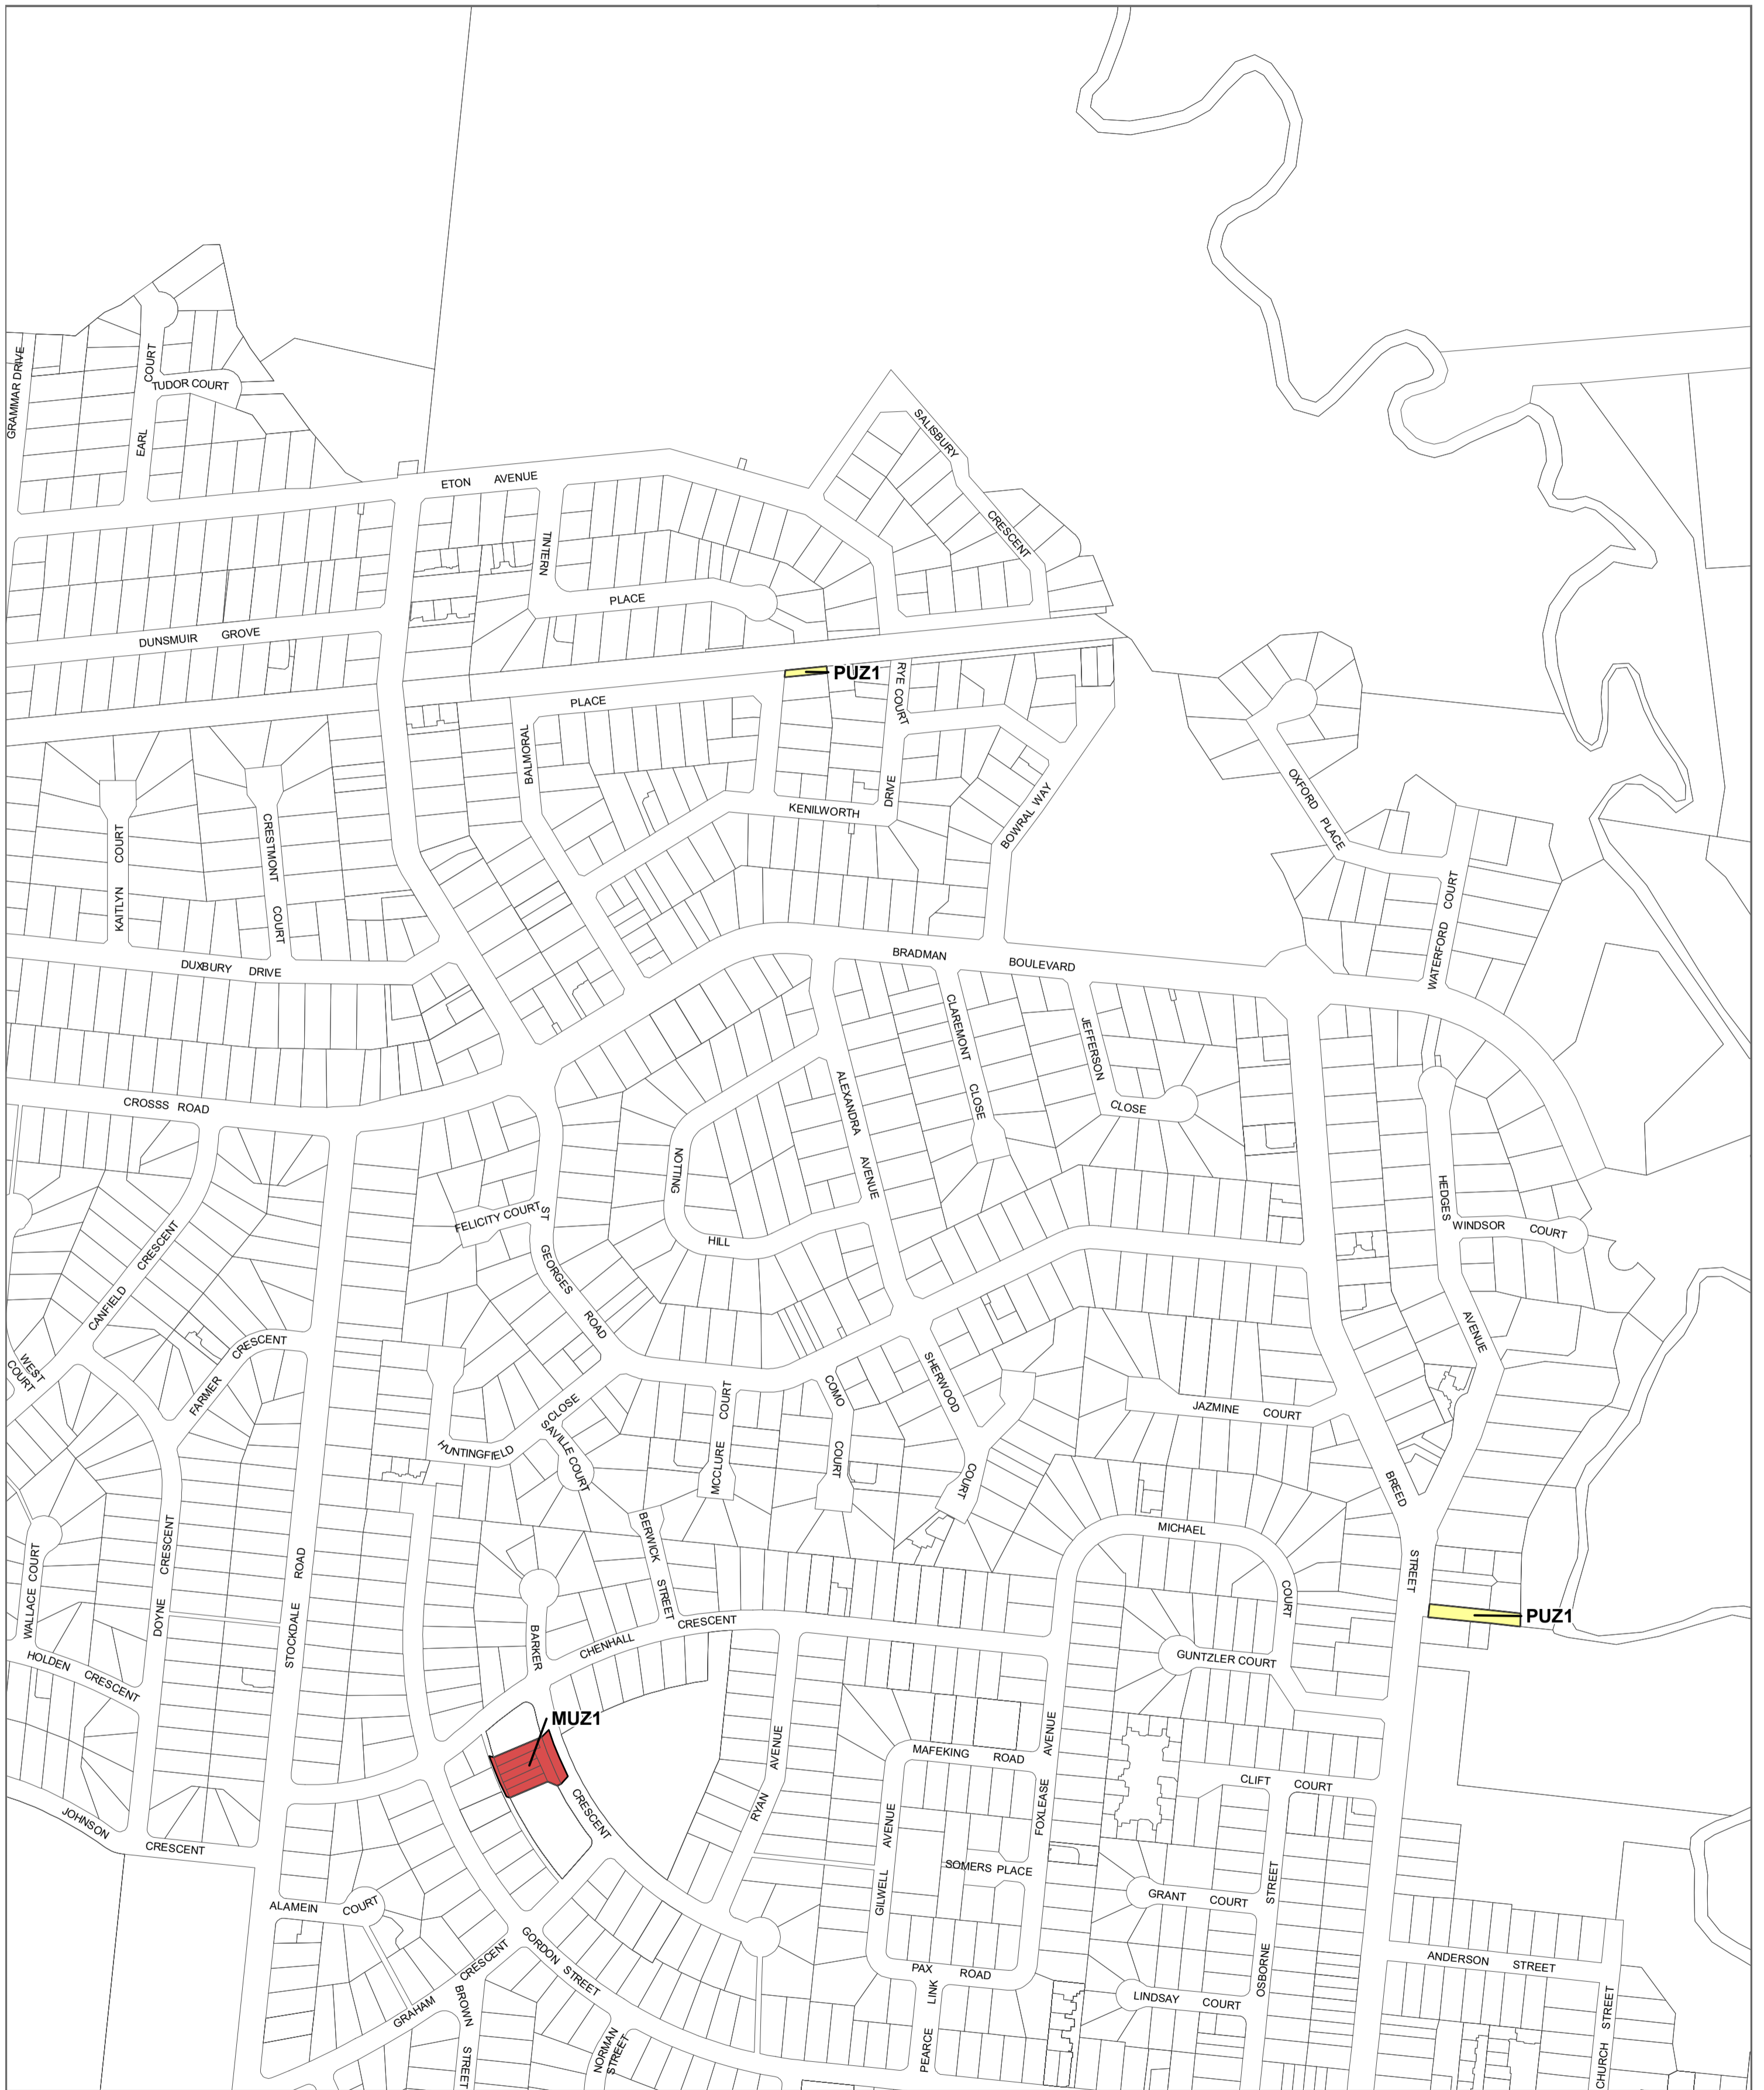 GRAMMAR DRIVE
COURT
TUDOR COURT
EARL
SALISBURY
ETON AVENUE
TINTERN
CRESCENT
PLACE
DUNSMUIR GROVE
PUZ1
RYE COURT
PLACE
BALMORAL
OXFORD PLACE
DRIVE
KENILWORTH
BOWRAL WAY
COURT
KAITLYN
CRESTMONT
COURT
WATERFORD COURT
BRADMAN
BOULEVARD
DUXBURY DRIVE
CLAREMONT
CLOSE
JEFFERSON
CLOSE
ALEXANDRA
AVENUE
CROSSS ROAD
NOTTING
HILL
HEDGES
AVENUE
WINDSOR COURT
FELICITY COURT
ST
GEORGES
ROAD
CANFIELD CRESCENT
FARMER CRESCENT
WEST
COURT
SHERWOOD
COURT
COMO
COURT
CLOSE
HUNTINGFIELD
SAVILLE COURT
MCCLURE COURT
JAZMINE COURT
BREED
STREET
BERWICK
STREET
MICHAEL
COURT
WALLACE COURT
DOYNE CRESCENT
STOCKDALE ROAD
PUZ1
BARKER
CRESCENT
CHENHALL
CRESCENT
GUNTZLER COURT
HOLDEN CRESCENT
MUZ1
RYAN AVENUE
MAFEKING ROAD
FOXLEASE AVENUE
CLIFT COURT
JOHNSON
CRESCENT
GILWELL AVENUE
SOMERS PLACE
GRANT COURT
OSBORNE STREET
ALAMEIN COURT
GORDON STREET
GRAHAM CRESCENT
BROWN
STREET
NORMAN
STREET
PAX ROAD
PEARCE LINK
LINDSAY COURT
ANDERSON STREET
CHURCH STREET